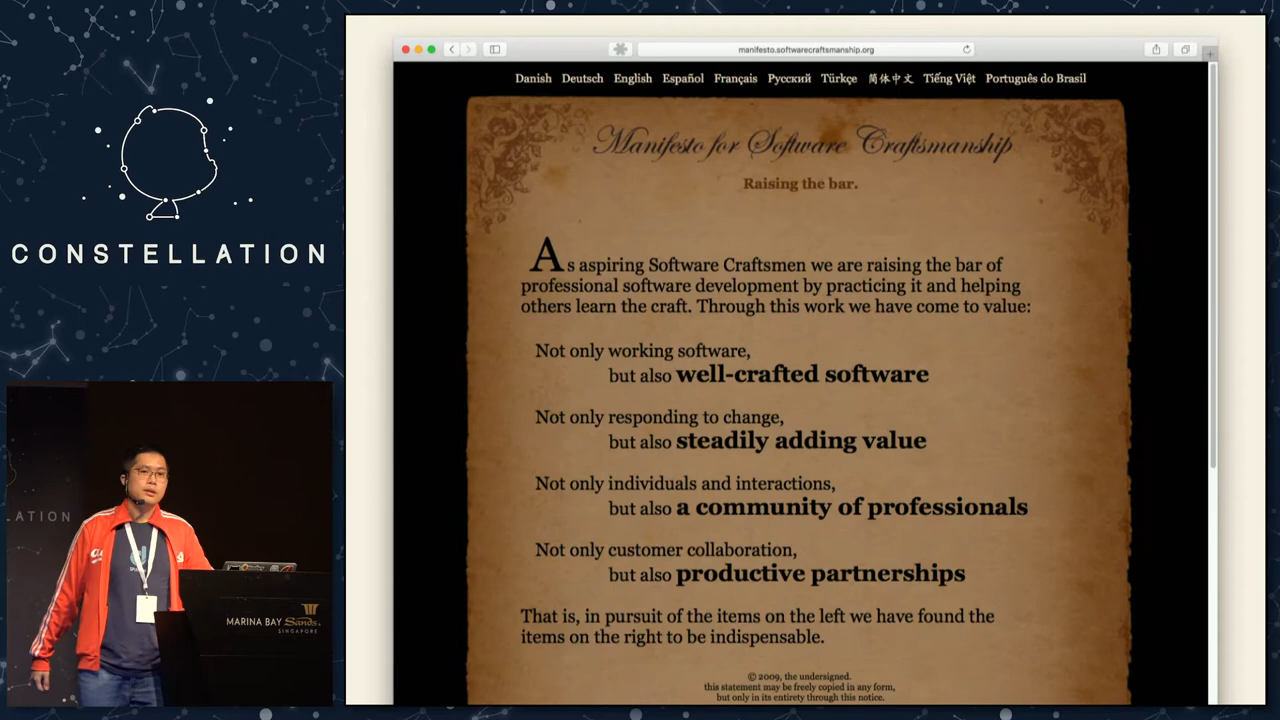 CONSTELLATION
LATION
MARINA BAY Sands.
SINGAPORE
manifesto.softwarecraftsmanship.org
Danish Deutsch English Español Français Русский Türkçe 简体中文 Tiếng Việt Português do Brasil
Manifesto for Software Craftsmanship
Raising the bar.
As aspiring Software Craftsmen we are raising the bar of
professional software development by practicing it and helping
others learn the craft. Through this work we have come to value:
Not only working software,
but also well-crafted software
Not only responding to change,
but also steadily adding value
Not only individuals and interactions,
but also a community of professionals
Not only customer collaboration,
but also productive partnerships
That is, in pursuit of the items on the left we have found the
items on the right to be indispensable.
© 2009, the undersigned.
this statement may be freely copied in any form,
but only in its entirety through this notice.